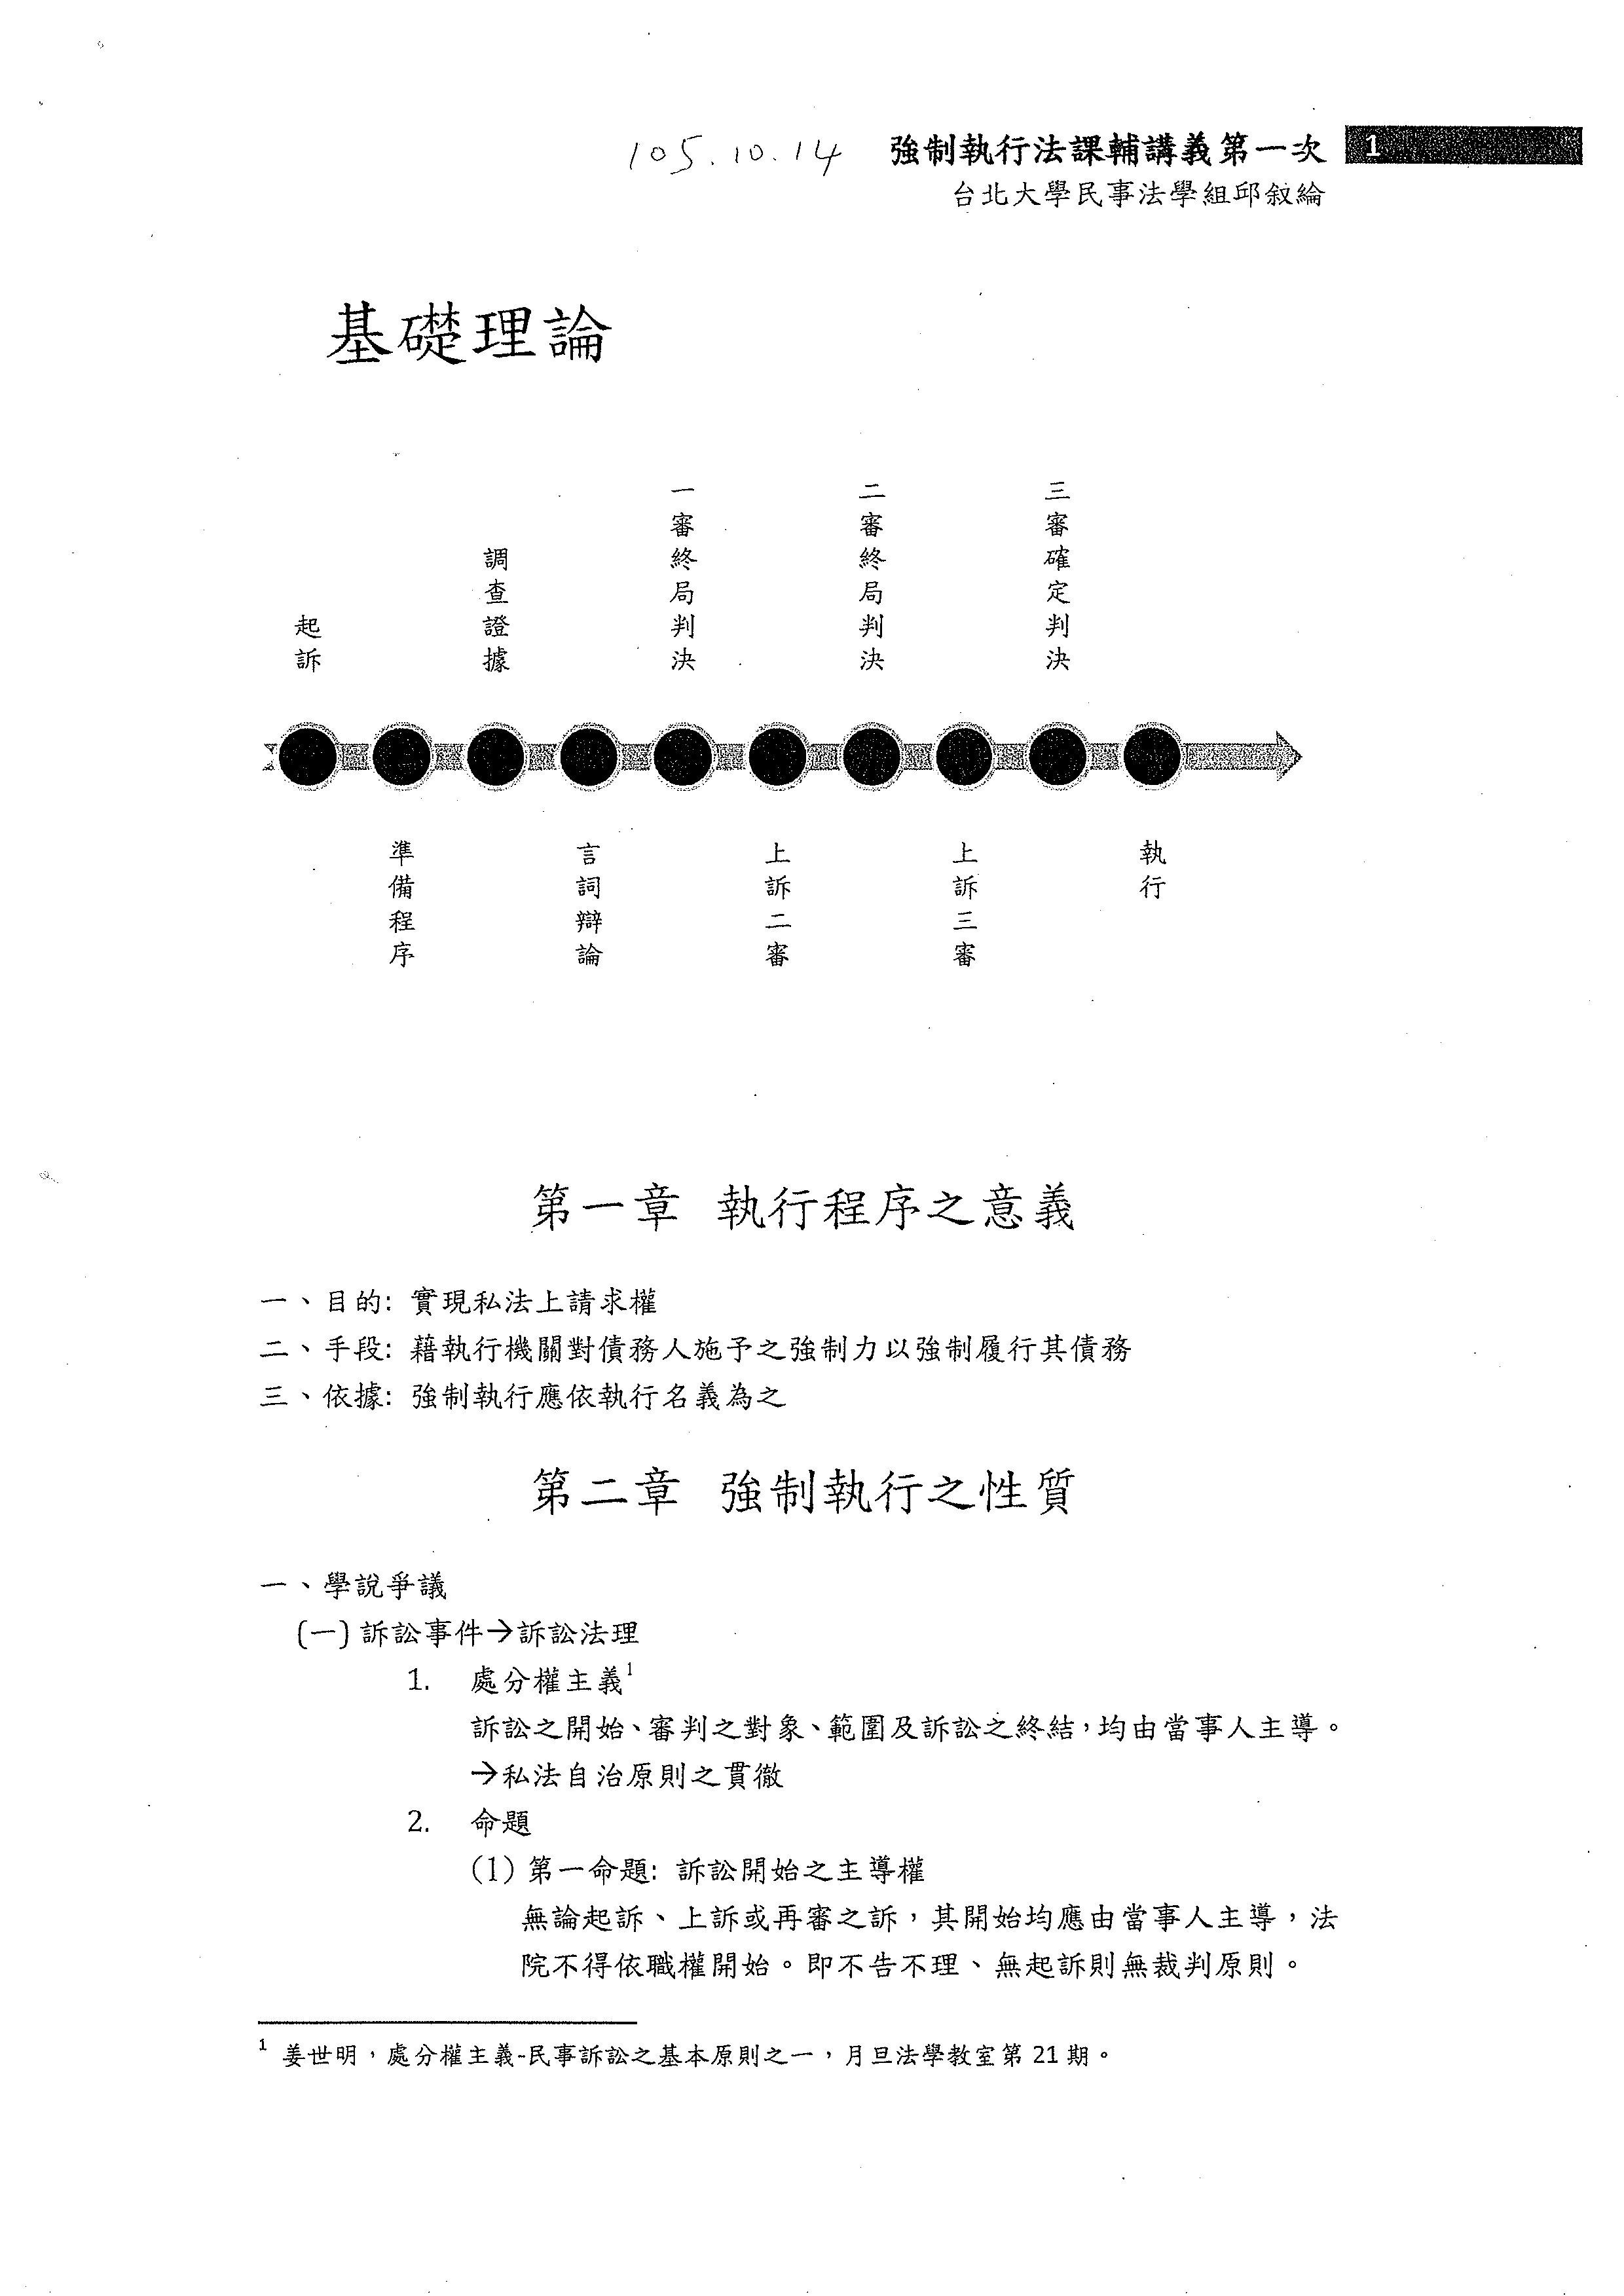 105.10.14 強制執行法課輔講義第一次 1
台北大學民事法學組邱敘綸
基礎理論
起訴
準備程序
調查證據
言詞辯論
一審終局判決
上訴二審
二審終局判決
上訴三審
三審確定判決
執行
第一章 執行程序之意義
一、目的: 實現私法上請求權
二、手段: 藉執行機關對債務人施予之強制力以強制履行其債務
三、依據: 強制執行應依執行名義為之
第二章 強制執行之性質
一、學說爭議
(一) 訴訟事件→訴訟法理
1. 處分權主義1
訴訟之開始、審判之對象、範圍及訴訟之終結，均由當事人主導。
→私法自治原則之貫徹
2. 命題
(1) 第一命題: 訴訟開始之主導權
無論起訴、上訴或再審之訴，其開始均應由當事人主導，法
院不得依職權開始。即不告不理、無起訴則無裁判原則。
1 姜世明，處分權主義-民事訴訟之基本原則之一，月旦法學教室第 21 期。